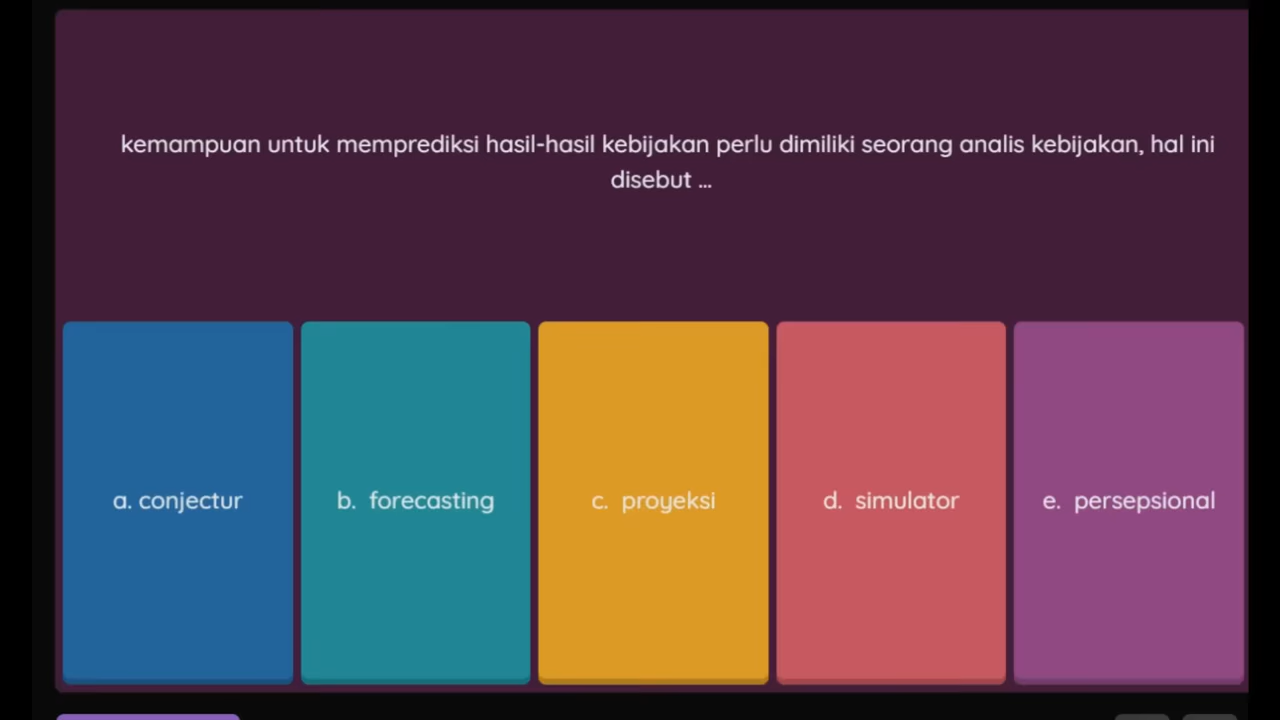 kemampuan untuk memprediksi hasil-hasil kebijakan perlu dimiliki seorang analis kebijakan, hal ini
disebut ...
a. conjectur
b. forecasting
c. proyeksi
d. simulator
e. persepsional